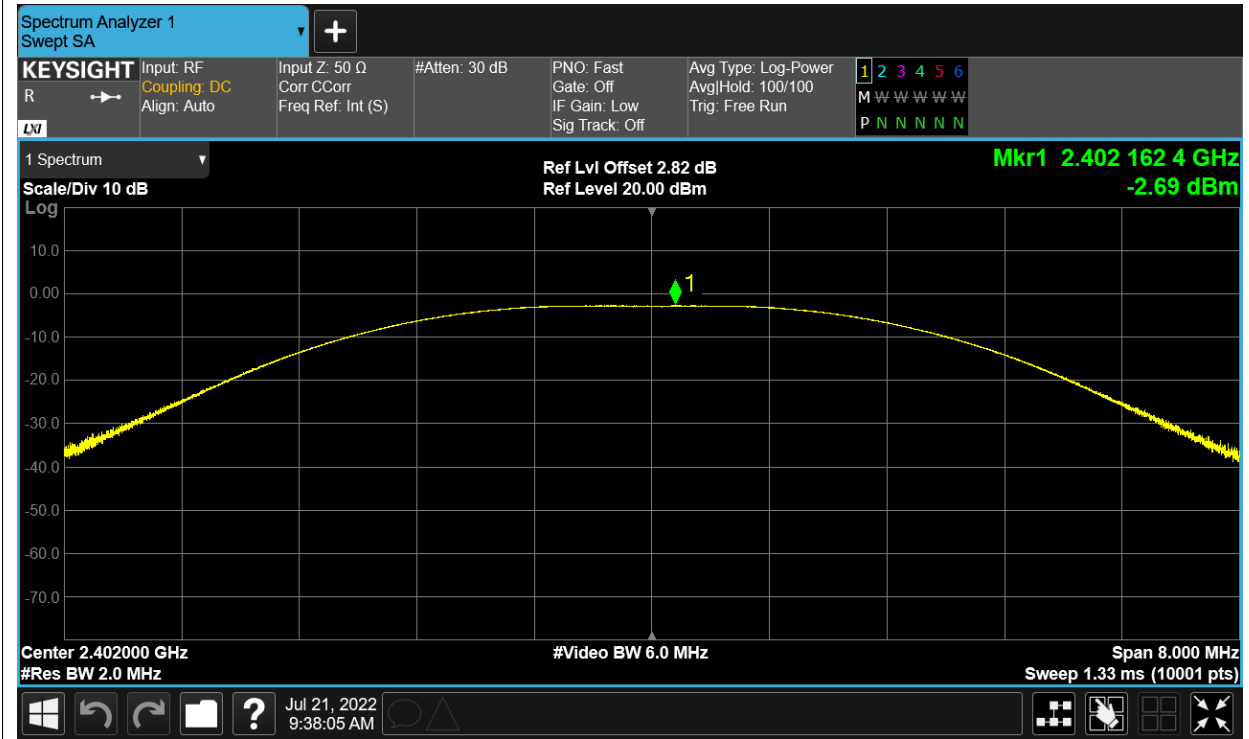 Spectrum Analyzer 1
Swept SA
+
KEYSIGHT
R
LXI
Input: RF
Coupling: DC
Align: Auto
Input Z: 50 Ω
Corr CCorr
Freq Ref: Int (S)
#Atten: 30 dB
PNO: Fast
Gate: Off
IF Gain: Low
Sig Track: Off
Avg Type: Log-Power
Avg|Hold: 100/100
Trig: Free Run
1 2 3 4 5 6
M W W W W W
P N N N N N
1 Spectrum
Scale/Div 10 dB
Log
Ref Lvl Offset 2.82 dB
Ref Level 20.00 dBm
Mkr1 2.402 162 4 GHz
-2.69 dBm
1
10.0
0.00
-10.0
-20.0
-30.0
-40.0
-50.0
-60.0
-70.0
Center 2.402000 GHz
#Video BW 6.0 MHz
Span 8.000 MHz
#Res BW 2.0 MHz
Sweep 1.33 ms (10001 pts)
?
Jul 21, 2022
9:38:05 AM